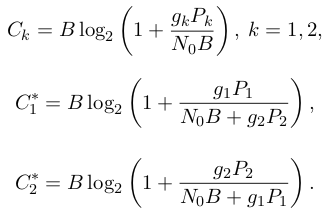 C_k = B log_2 (1 + g_k P_k / N_0 B), k = 1, 2,
C_1^* = B log_2 (1 + g_1 P_1 / (N_0 B + g_2 P_2)),
C_2^* = B log_2 (1 + g_2 P_2 / (N_0 B + g_1 P_1)).